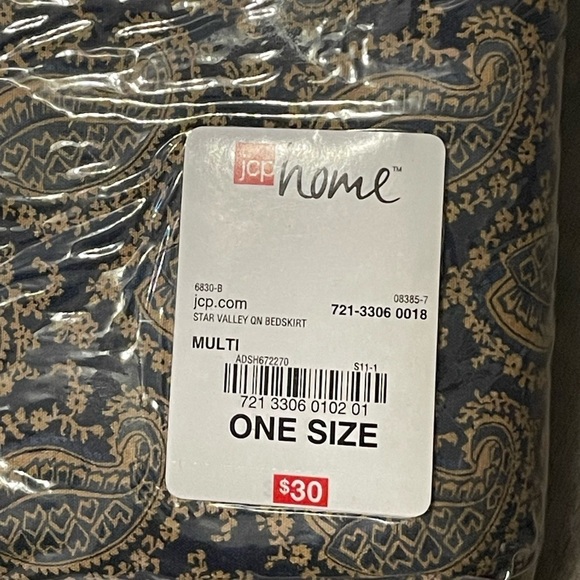 jcp home™
6830-B 08385-7
jcp.com 721-3306 0018
STAR VALLEY QN BEDSKIRT
MULTI
ADSH672270 S11-1
721 3306 0102 01
ONE SIZE
$30